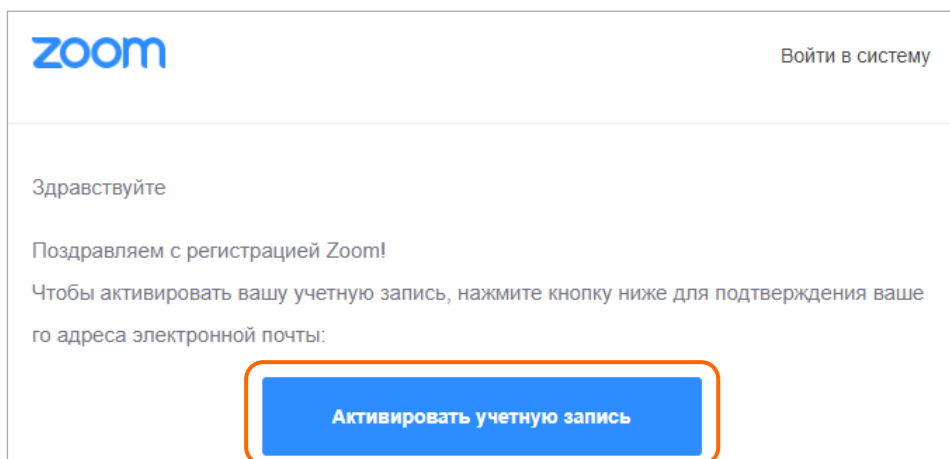 zoom
Войти в систему
Здравствуйте
Поздравляем с регистрацией Zoom!
Чтобы активировать вашу учетную запись, нажмите кнопку ниже для подтверждения ваше
го адреса электронной почты:
Активировать учетную запись